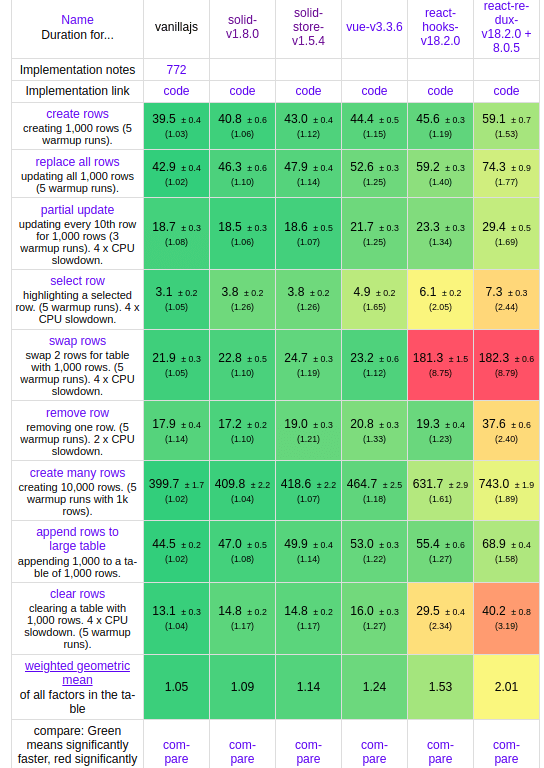 Name
Duration for...
vanillajs
solid-
v1.8.0
solid-
store-
v1.5.4
vue-v3.3.6
react-
hooks-
v18.2.0
react-re-
dux-
v18.2.0 +
8.0.5
Implementation notes
772
Implementation link
code code code code code code
create rows
creating 1,000 rows (5
warmup runs).
39.5 ± 0.4 40.8 ± 0.6 43.0 ± 0.4 44.4 ± 0.5 45.6 ± 0.3 59.1 ± 0.7
(1.03) (1.06) (1.12) (1.15) (1.19) (1.53)
replace all rows
updating all 1,000 rows
(5 warmup runs).
42.9 ± 0.4 46.3 ± 0.6 47.9 ± 0.4 52.6 ± 0.3 59.2 ± 0.3 74.3 ± 0.9
(1.02) (1.10) (1.14) (1.25) (1.40) (1.77)
partial update
updating every 10th row
for 1,000 rows (3
warmup runs). 4 x CPU
slowdown.
18.7 ± 0.3 18.5 ± 0.3 18.6 ± 0.5 21.7 ± 0.3 23.3 ± 0.3 29.4 ± 0.5
(1.08) (1.06) (1.07) (1.25) (1.34) (1.69)
select row
highlighting a selected
row. (5 warmup runs). 4 x
CPU slowdown.
3.1 ± 0.2 3.8 ± 0.2 3.8 ± 0.2 4.9 ± 0.2 6.1 ± 0.2 7.3 ± 0.3
(1.05) (1.26) (1.26) (1.65) (2.05) (2.44)
swap rows
swap 2 rows for table
with 1,000 rows. (5
warmup runs). 4 x CPU
slowdown.
21.9 ± 0.3 22.8 ± 0.5 24.7 ± 0.3 23.2 ± 0.6 181.3 ± 1.5 182.3 ± 0.6
(1.05) (1.10) (1.19) (1.12) (8.75) (8.79)
remove row
removing one row. (5
warmup runs). 2 x CPU
slowdown.
17.9 ± 0.4 17.2 ± 0.2 19.0 ± 0.3 20.8 ± 0.3 19.3 ± 0.4 37.6 ± 0.6
(1.14) (1.10) (1.21) (1.33) (1.23) (2.40)
create many rows
creating 10,000 rows. (5
warmup runs with 1k
rows).
399.7 ± 1.7 409.8 ± 2.2 418.6 ± 2.2 464.7 ± 2.5 631.7 ± 2.9 743.0 ± 1.9
(1.02) (1.04) (1.07) (1.18) (1.61) (1.89)
append rows to
large table
appending 1,000 to a ta-
ble of 1,000 rows.
44.5 ± 0.2 47.0 ± 0.5 49.9 ± 0.4 53.0 ± 0.3 55.4 ± 0.6 68.9 ± 0.4
(1.02) (1.08) (1.14) (1.22) (1.27) (1.58)
clear rows
clearing a table with
1,000 rows. 4 x CPU
slowdown. (5 warmup
runs).
13.1 ± 0.3 14.8 ± 0.2 14.8 ± 0.2 16.0 ± 0.3 29.5 ± 0.4 40.2 ± 0.8
(1.04) (1.17) (1.17) (1.27) (2.34) (3.19)
weighted geometric
mean
of all factors in the ta-
ble
1.05 1.09 1.14 1.24 1.53 2.01
compare: Green
means significantly
faster, red significantly
com- com- com- com- com- com-
pare pare pare pare pare pare